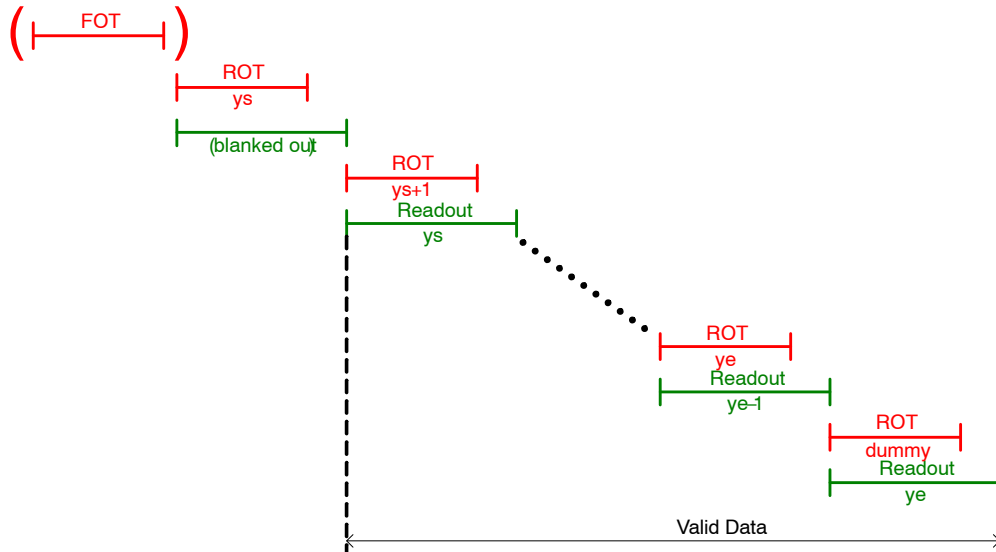 ( FOT )
ROT
ys
(blanked out)
ROT
ys+1
Readout
ys
ROT
ye
Readout
ye–1
ROT
dummy
Readout
ye
Valid Data